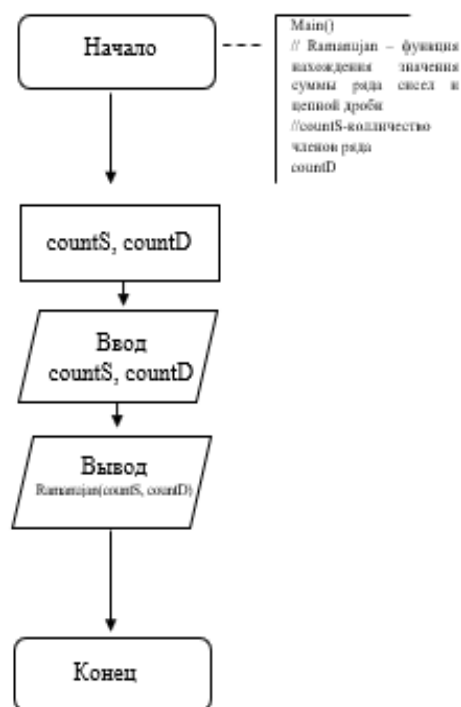 Начало
Main()
// Ramanujan – функция
нахождения значения
суммы ряда сисел и
цепной дроби
//countS-колличество
членов ряда
countD
countS, countD
Ввод
countS, countD
Вывод
Ramanujan(countS, countD)
Конец